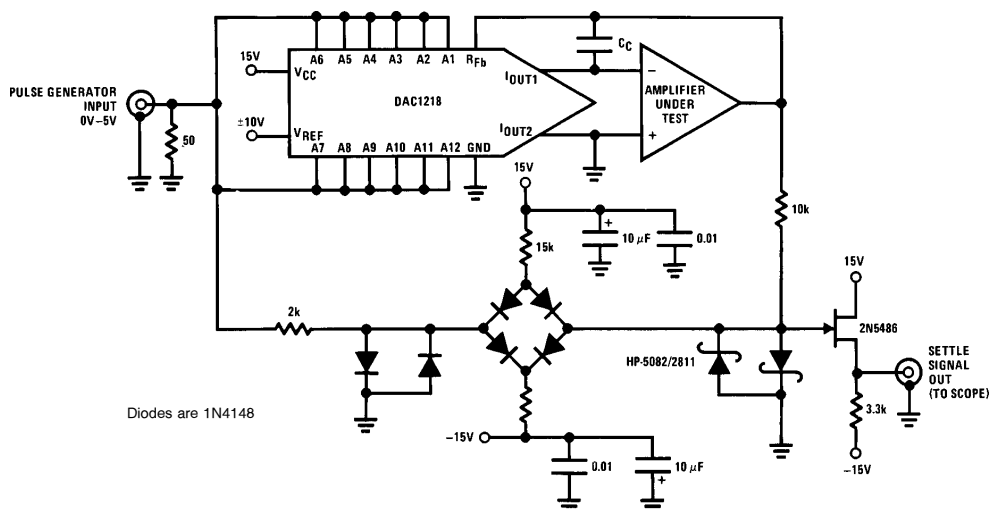 A6 A5 A4 A3 A2 A1 RFb
CC
15V
VCC
IOUT1
−
PULSE GENERATOR
INPUT
0V–5V
DAC1218
AMPLIFIER
UNDER
TEST
50
±10V
VREF
IOUT2
+
A7 A8 A9 A10 A11 A12 GND
15V
10k
+
10 μF
0.01
15k
15V
2k
2N5486
HP-5082/2811
SETTLE
SIGNAL
OUT
(TO SCOPE)
Diodes are 1N4148
3.3k
−15V
0.01
10 μF
+
−15V